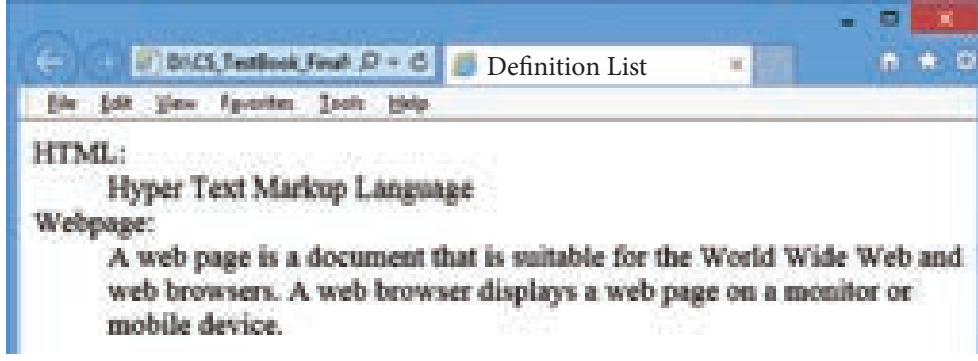 D:\CS_TextBook_Final\
Definition List
File Edit View Favorites Tools Help
HTML:
Hyper Text Markup Language
Webpage:
A web page is a document that is suitable for the World Wide Web and
web browsers. A web browser displays a web page on a monitor or
mobile device.